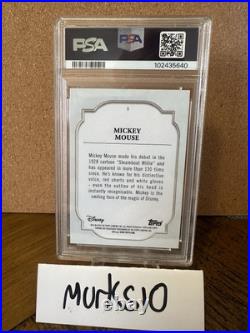 PSA
PSA
102435640
MICKEY
MOUSE
Mickey Mouse made his debut in the
1928 cartoon "Steamboat Willie" and
has appeared in more than 130 films
since. He's known for his distinctive
voice, red shorts and white gloves
- even the outline of his head is
instantly recognisable. Mickey is the
smiling face of the magic of Disney.
Disney
Topps
murks10